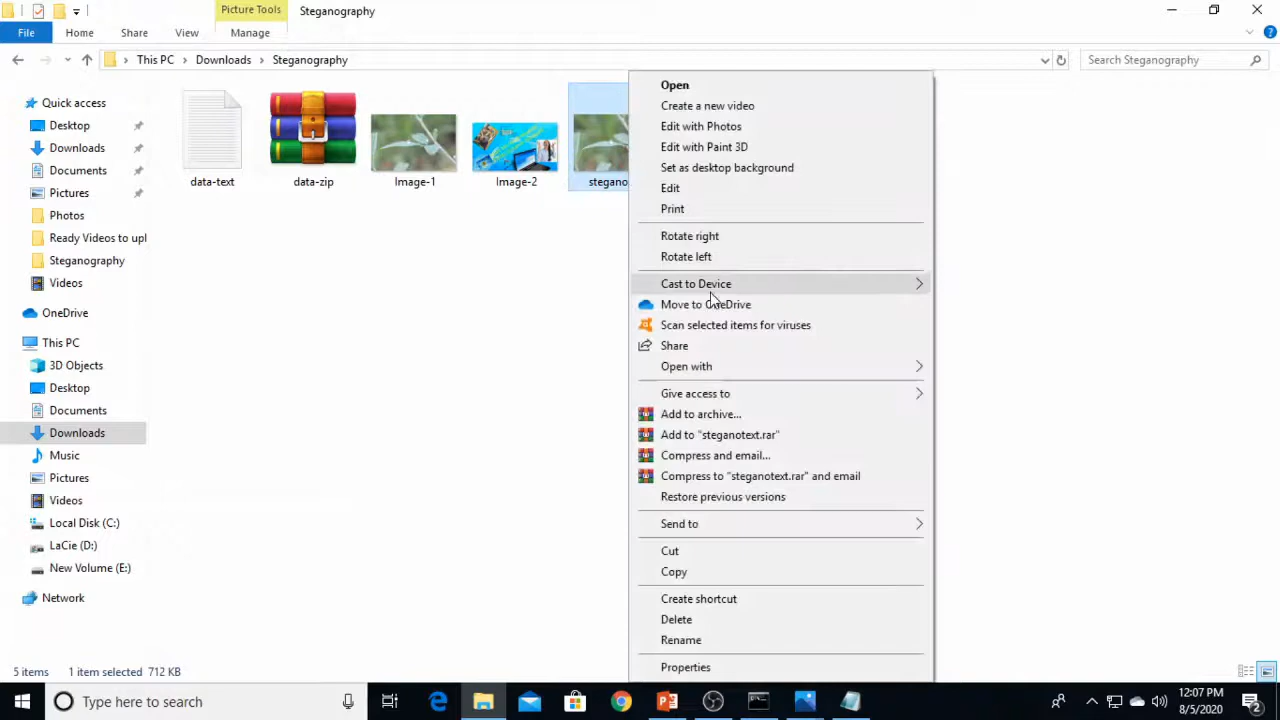 Picture Tools
Steganography
File
Home
Share
View
Manage
This PC
Downloads
Steganography
Search Steganography
Quick access
Desktop
Downloads
Documents
Pictures
Photos
Ready Videos to upl
Steganography
Videos
OneDrive
This PC
3D Objects
Desktop
Documents
Downloads
Music
Pictures
Videos
Local Disk (C:)
LaCie (D:)
New Volume (E:)
Network
data-text
data-zip
Image-1
Image-2
stegano
Open
Create a new video
Edit with Photos
Edit with Paint 3D
Set as desktop background
Edit
Print
Rotate right
Rotate left
Cast to Device
Move to OneDrive
Scan selected items for viruses
Share
Open with
Give access to
Add to archive...
Add to "steganotext.rar"
Compress and email...
Compress to "steganotext.rar" and email
Restore previous versions
Send to
Cut
Copy
Create shortcut
Delete
Rename
Properties
5 items
1 item selected 712 KB
Type here to search
12:07 PM
8/5/2020
2